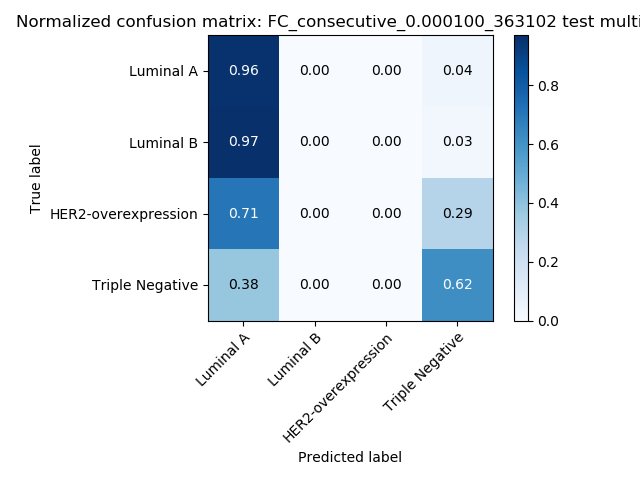 Normalized confusion matrix: FC_consecutive_0.000100_363102 test multi
True label
Luminal A 0.96 0.00 0.00 0.04
Luminal B 0.97 0.00 0.00 0.03
HER2-overexpression 0.71 0.00 0.00 0.29
Triple Negative 0.38 0.00 0.00 0.62
Luminal A
Luminal B
HER2-overexpression
Triple Negative
Predicted label
0.8
0.6
0.4
0.2
0.0